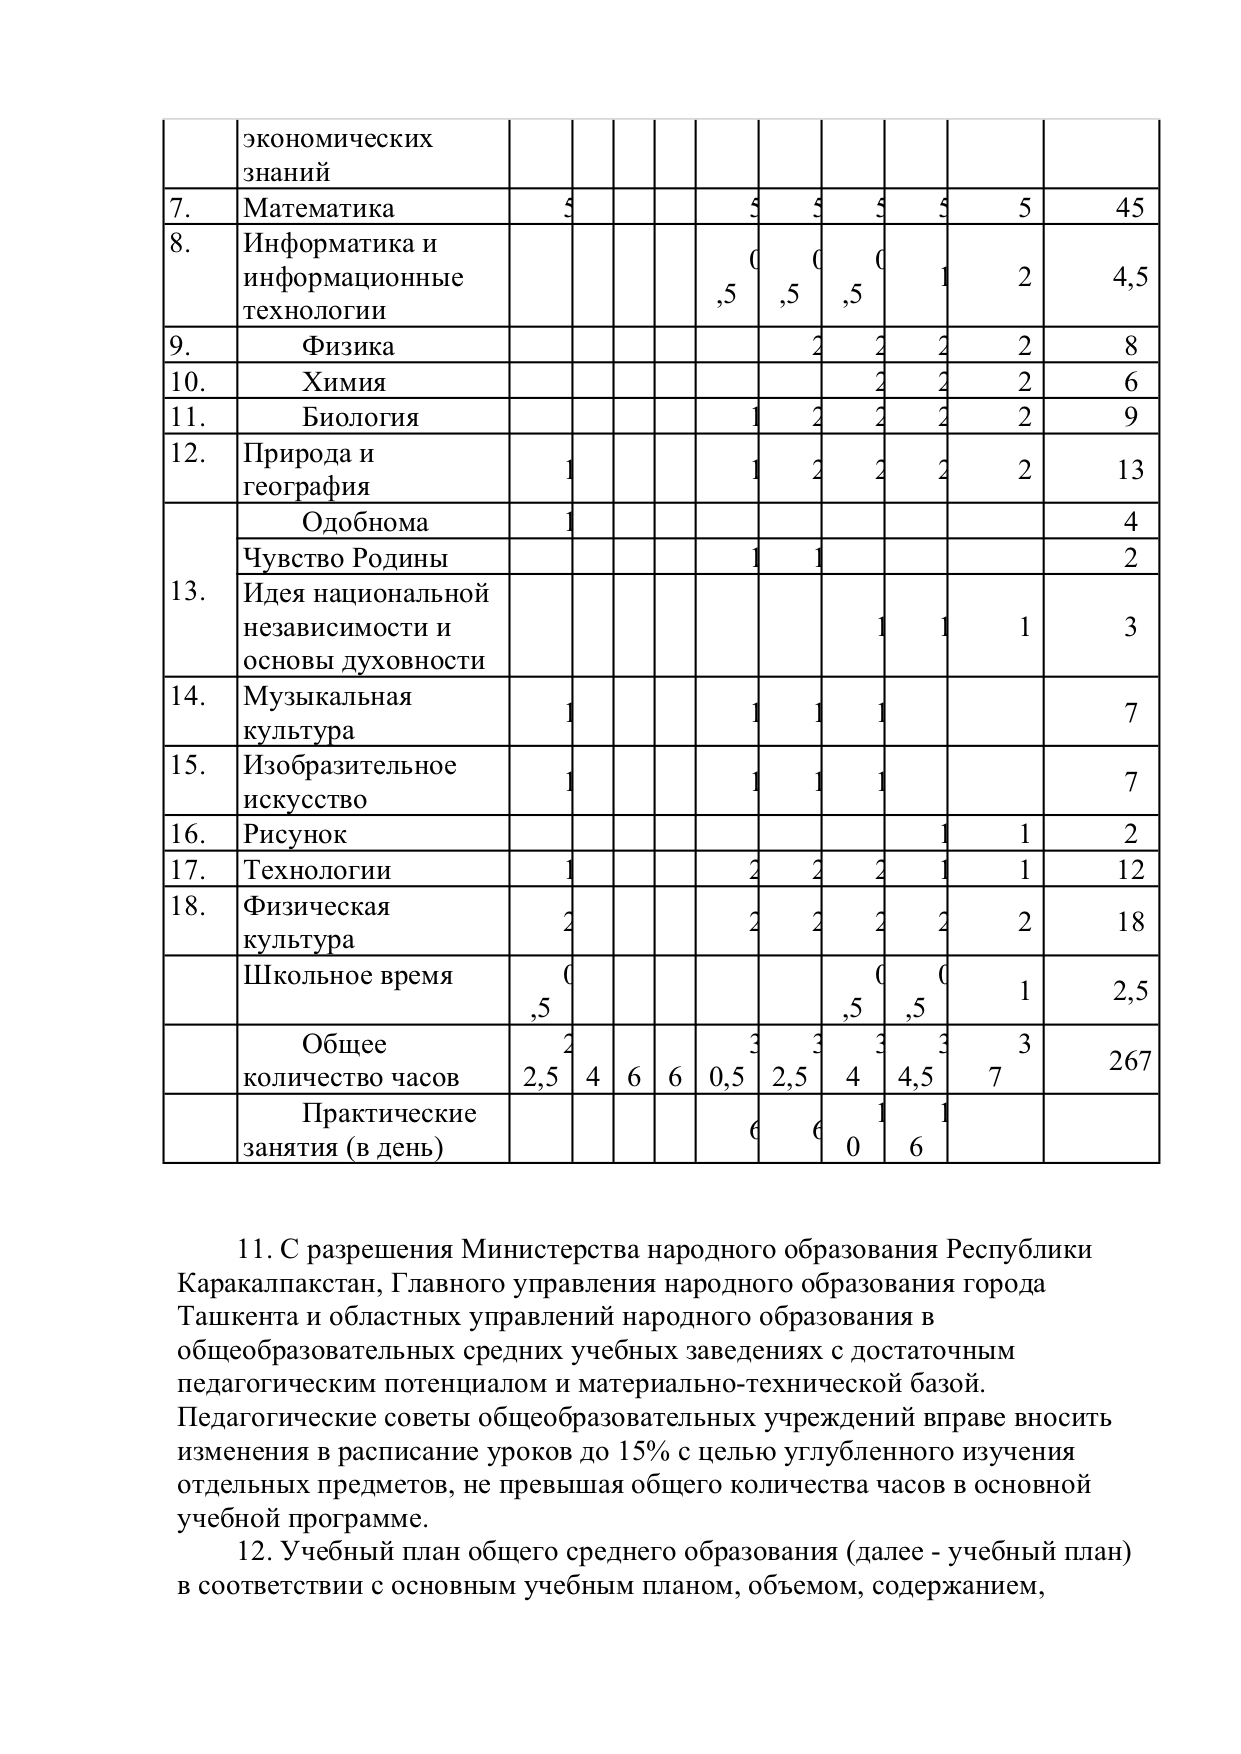 экономических
знаний
7. Математика 5 5 5 5 5 5 45
8. Информатика и
информационные
технологии 0,5 0,5 0,5 1 2 4,5
9. Физика 2 2 2 2 8
10. Химия 2 2 2 6
11. Биология 1 2 2 2 2 9
12. Природа и
география 1 1 2 2 2 2 13
Одобнома 1 4
Чувство Родины 1 1 2
13. Идея национальной
независимости и
основы духовности 1 1 1 3
14. Музыкальная
культура 1 1 1 1 7
15. Изобразительное
искусство 1 1 1 1 7
16. Рисунок 1 1 2
17. Технологии 1 2 2 2 1 1 12
18. Физическая
культура 2 2 2 2 2 2 18
Школьное время 0,5 0,5 0,5 1 2,5
Общее
количество часов 22,5 4 6 6 30,5 32,5 34 34,5 37 267
Практические
занятия (в день) 6 6 10 16
11. С разрешения Министерства народного образования Республики
Каракалпакстан, Главного управления народного образования города
Ташкента и областных управлений народного образования в
общеобразовательных средних учебных заведениях с достаточным
педагогическим потенциалом и материально-технической базой.
Педагогические советы общеобразовательных учреждений вправе вносить
изменения в расписание уроков до 15% с целью углубленного изучения
отдельных предметов, не превышая общего количества часов в основной
учебной программе.
12. Учебный план общего среднего образования (далее - учебный план)
в соответствии с основным учебным планом, объемом, содержанием,